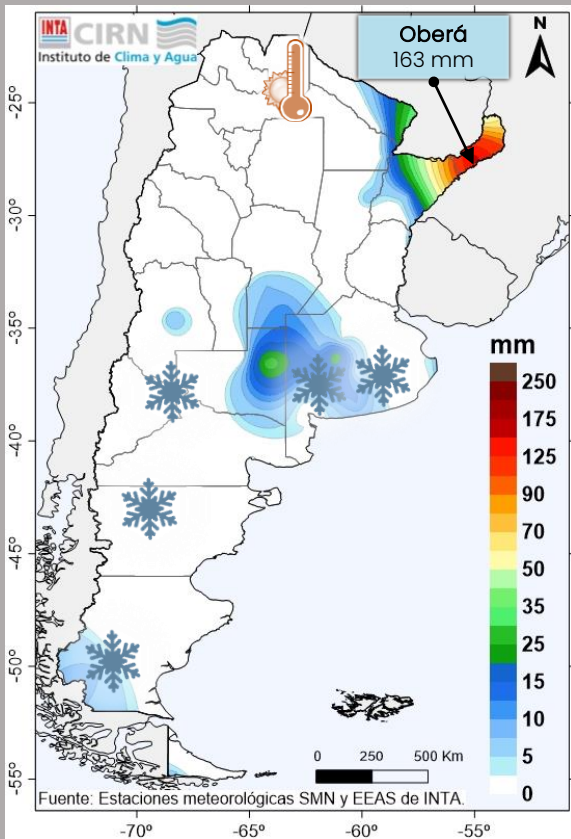 INTA CIRN
Instituto de Clima y Agua
Oberá
163 mm
N
-25°
-30°
-35°
-40°
-45°
-50°
-55°
mm
250
175
125
90
70
50
35
25
15
10
5
0
0 250 500 Km
Fuente: Estaciones meteorológicas SMN y EEAS de INTA.
-70° -65° -60° -55°